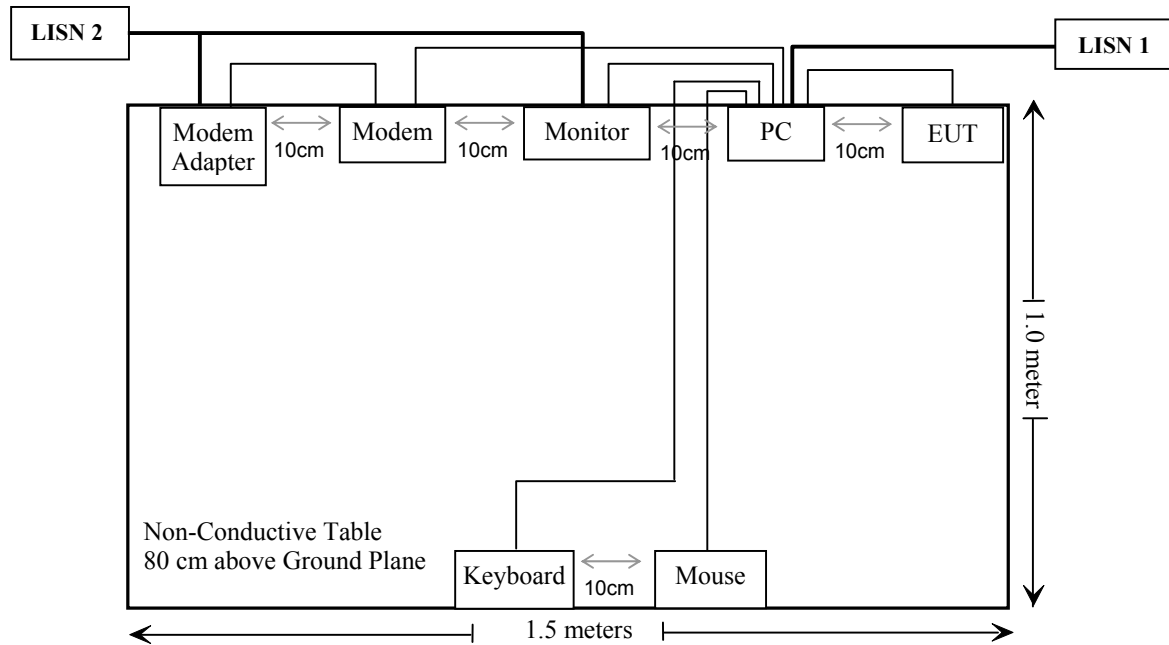 LISN 2
LISN 1
Modem
Adapter
Modem
Monitor
PC
EUT
10cm
10cm
10cm
10cm
1.0 meter
Non-Conductive Table
80 cm above Ground Plane
Keyboard
10cm
Mouse
1.5 meters